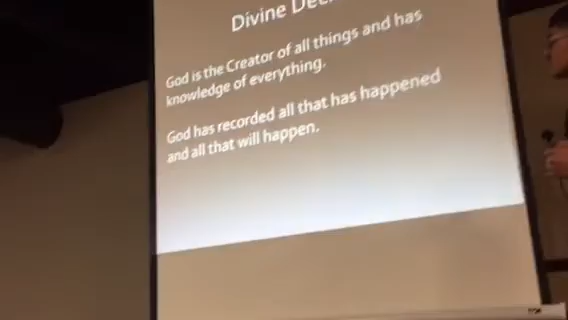 Divine
God is the Creator of all things and has
knowledge of everything.
God has recorded all that has happened
and all that will happen.